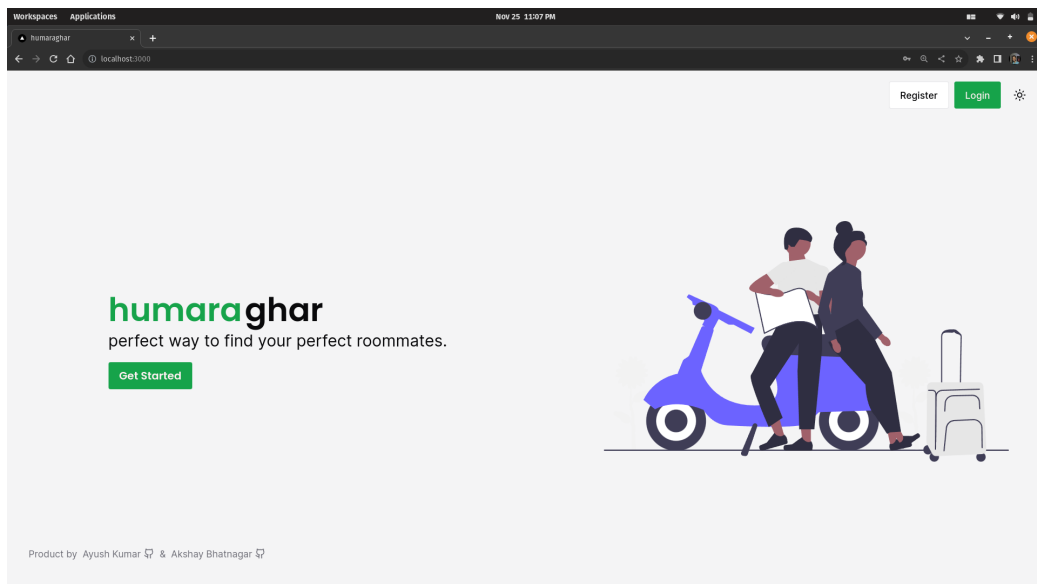 Workspaces Applications Nov 25 11:07 PM
humaraghar
localhost:3000
Register Login
humaraghar
perfect way to find your perfect roommates.
Get Started
Product by Ayush Kumar & Akshay Bhatnagar